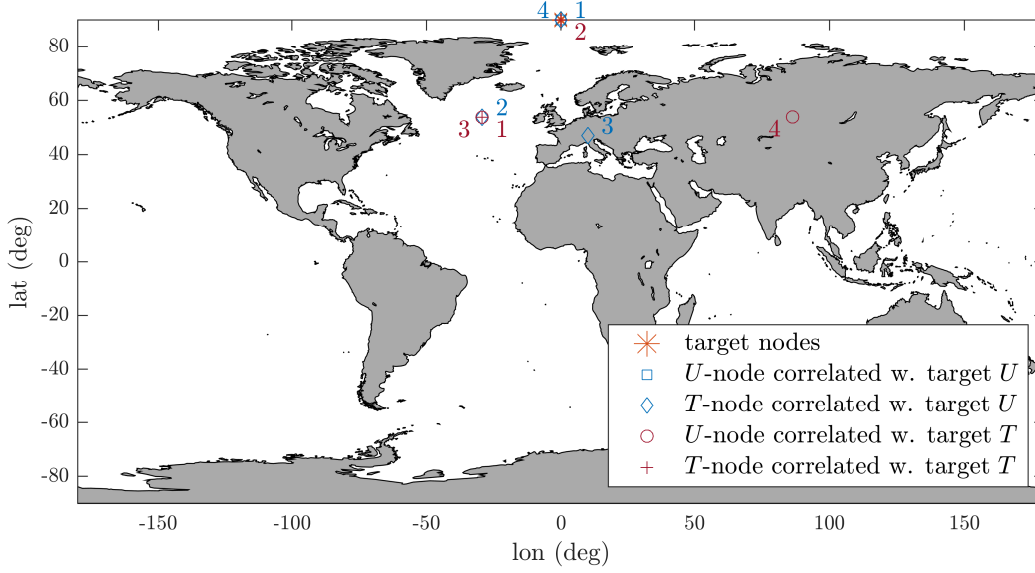 4 1
2
80
60
40
20
0
-20
-40
-60
-80
2
3 1
3
4
target nodes
U-node correlated w. target U
T-node correlated w. target U
U-node correlated w. target T
T-node correlated w. target T
-150 -100 -50 0 50 100 150
lon (deg)
lat (deg)